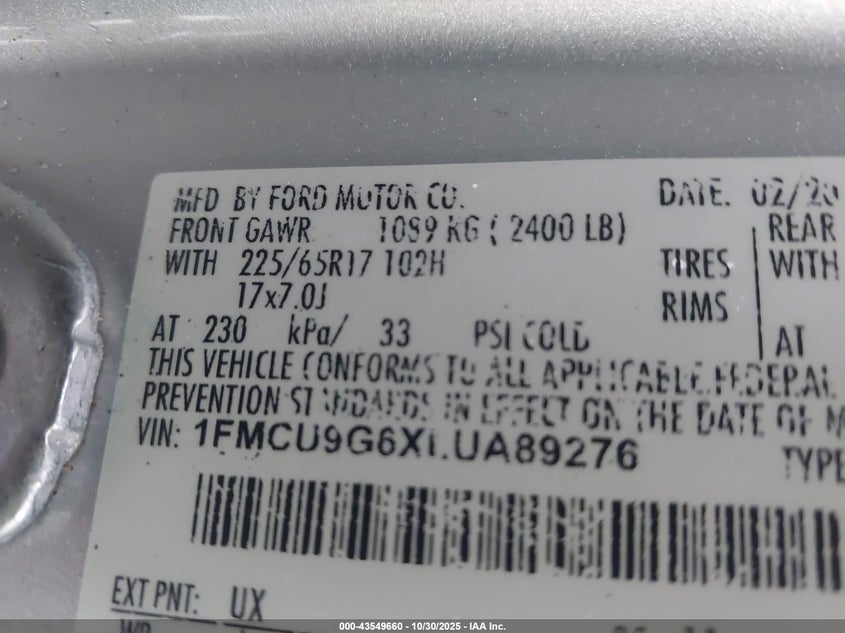 MFD BY FORD MOTOR CO. DATE: 02/20
FRONT GAWR 1089 KG ( 2400 LB) REAR
WITH 225/65R17 102H TIRES WITH
17x7.0J RIMS
AT 230 kPa/ 33 PSI COLD AT
THIS VEHICLE CONFORMS TO ALL APPLICABLE FEDERAL
PREVENTION STANDARDS IN EFFECT ON THE DATE OF M
VIN: 1FMCU9G6XLUA89276 TYPE
EXT PNT: UX
000-43549660 - 10/30/2025 - IAA Inc.